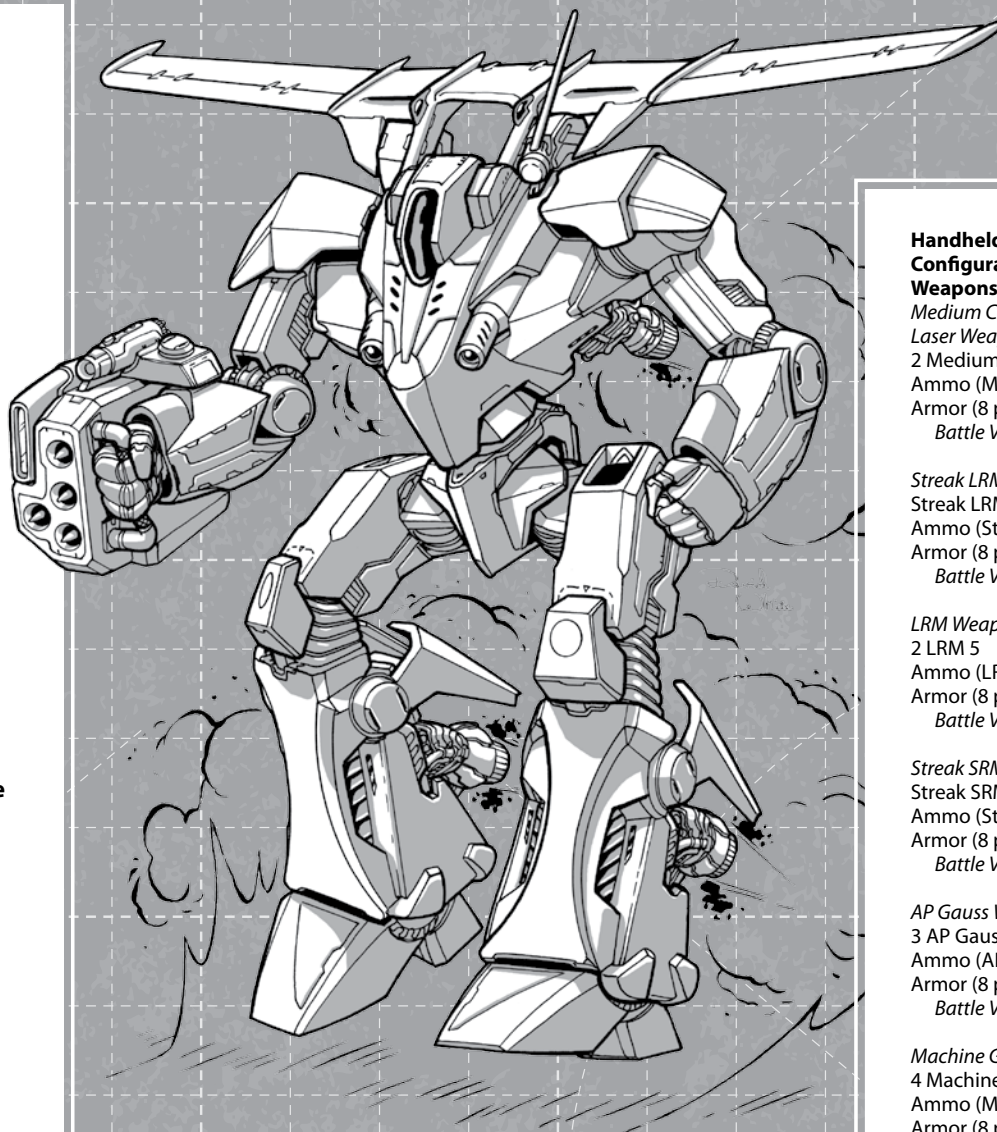 e
Handheld
Configura
Weapons
Medium C
Laser Wea
2 Medium
Ammo (M
Armor (8 p
Battle V
Streak LRM
Streak LRM
Ammo (St
Armor (8 p
Battle V
LRM Weap
2 LRM 5
Ammo (LR
Armor (8 p
Battle V
Streak SRM
Streak SRM
Ammo (St
Armor (8 p
Battle V
AP Gauss W
3 AP Gaus
Ammo (AP
Armor (8 p
Battle V
Machine G
4 Machine
Ammo (M
Armor (8 p